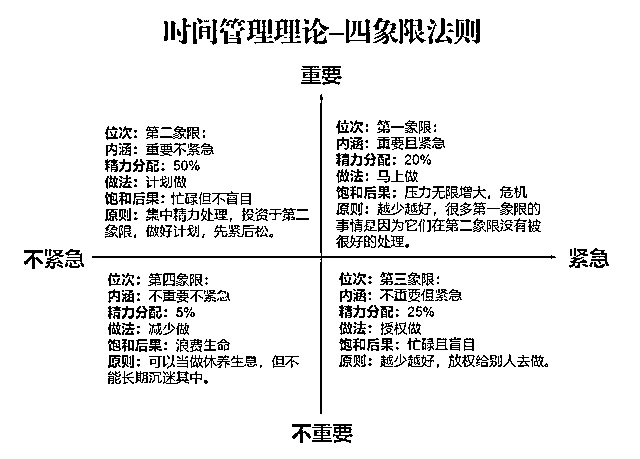 时间管理理论-四象限法则
重要
位次：第二象限：
内涵：重要不紧急
精力分配：50%
做法：计划做
饱和后果：忙碌但不盲目
原则：集中精力处理，投资于第二
象限，做好计划，先紧后松。
位次：第一象限：
内涵：重要且紧急
精力分配：20%
做法：马上做
饱和后果：压力无限增大，危机
原则：越少越好，很多第一象限的
事情是因为它们在第二象限没有被
很好的处理。
不紧急
紧急
位次：第四象限：
内涵：不重要不紧急
精力分配：5%
做法：减少做
饱和后果：浪费生命
原则：可以当做休养生息，但不
能长期沉迷其中。
位次：第三象限：
内涵：不重要但紧急
精力分配：25%
做法：授权做
饱和后果：忙碌且盲目
原则：越少越好，放权给别人去做。
不重要